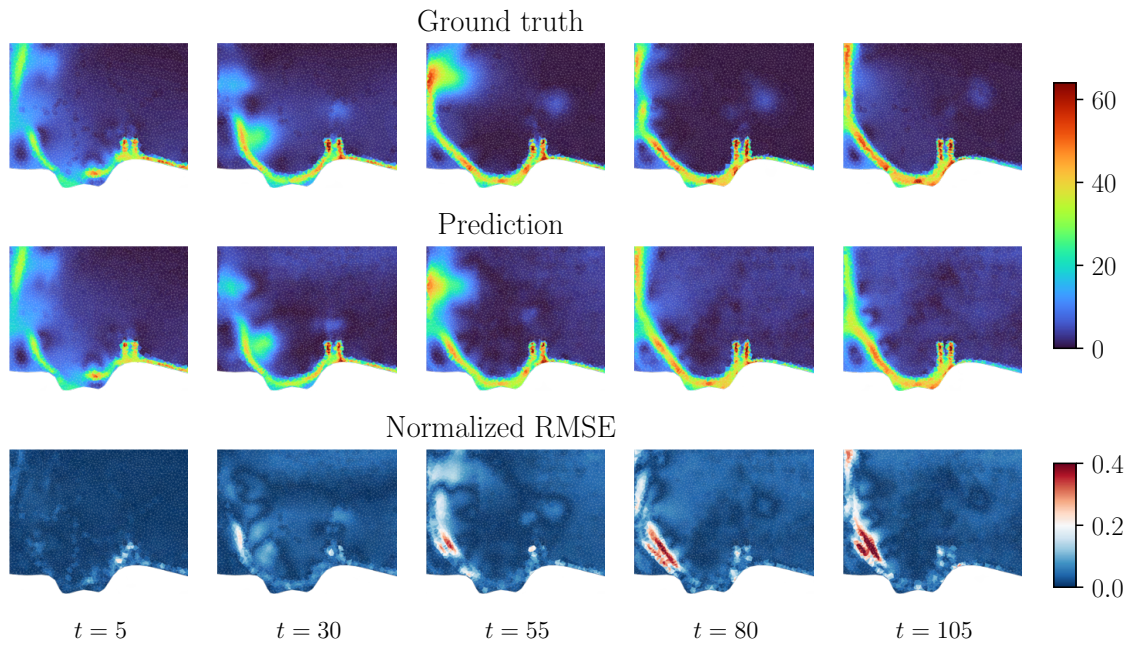 Ground truth
60
40
20
0
Prediction
Normalized RMSE
0.4
0.2
0.0
t = 5
t = 30
t = 55
t = 80
t = 105